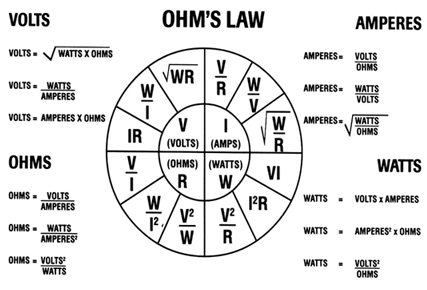 OHM'S LAW
VOLTS
VOLTS = √WATTS X OHMS
VOLTS = WATTS
AMPERES
VOLTS = AMPERES X OHMS
AMPERES
AMPERES = VOLTS
OHMS
AMPERES = WATTS
VOLTS
AMPERES = √WATTS
OHMS
√WR
V
R
W
I
W
V
IR
V
(VOLTS)
I
(AMPS)
√W
R
V
I
(OHMS)
R
(WATTS)
W
VI
W
I²
V²
W
V²
R
I²R
OHMS
OHMS = VOLTS
AMPERES
OHMS = WATTS
AMPERES²
OHMS = VOLTS²
WATTS
WATTS
WATTS = VOLTS x AMPERES
WATTS = AMPERES² x OHMS
WATTS = VOLTS²
OHMS